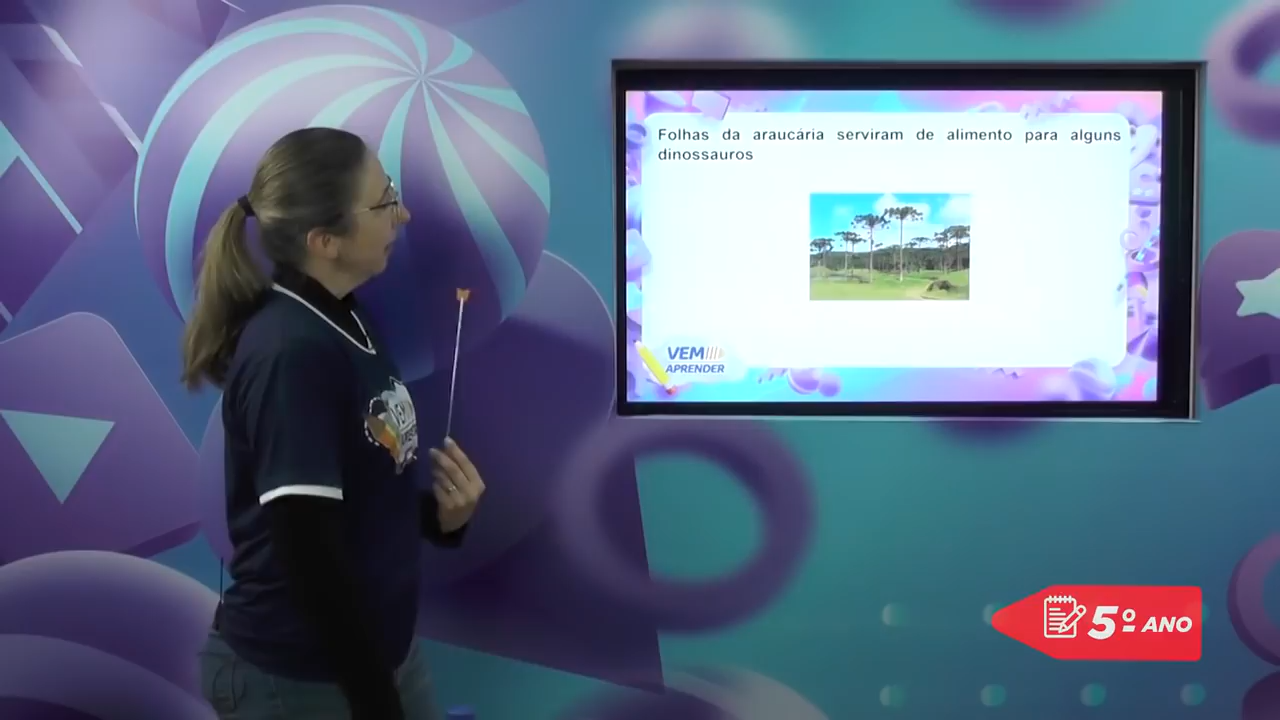 Folhas da araucária serviram de alimento para alguns
dinossauros
VEM
APRENDER
5º ANO